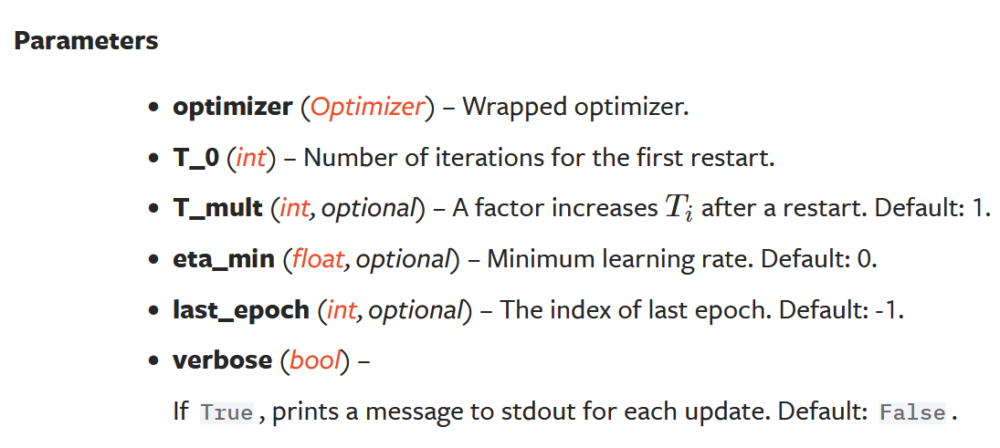 Parameters
• optimizer (Optimizer) – Wrapped optimizer.
• T_0 (int) – Number of iterations for the first restart.
• T_mult (int, optional) – A factor increases T_i after a restart. Default: 1.
• eta_min (float, optional) – Minimum learning rate. Default: 0.
• last_epoch (int, optional) – The index of last epoch. Default: -1.
• verbose (bool) –
If True, prints a message to stdout for each update. Default: False.